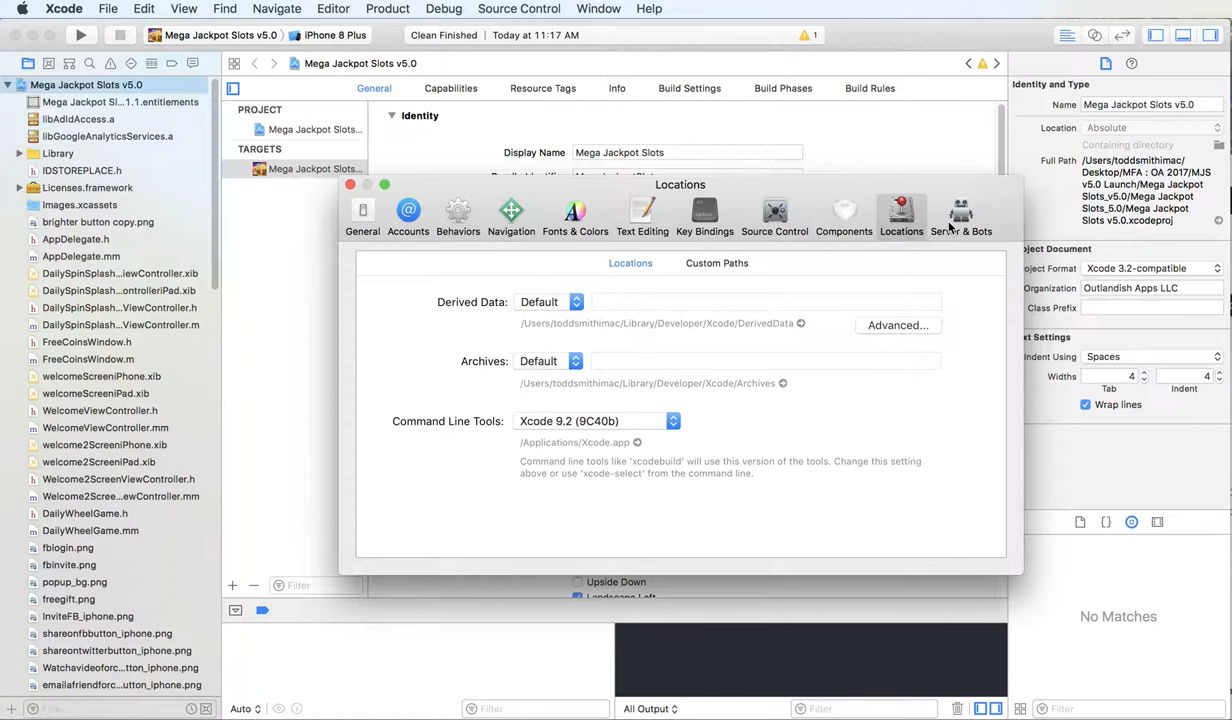 Xcode File Edit View Find Navigate Editor Product Debug Source Control Window Help
Mega Jackpot Slots v5.0 iPhone 8 Plus Clean Finished Today at 11:17 AM 1
Mega Jackpot Slots v5.0
General Capabilities Resource Tags Info Build Settings Build Phases Build Rules
Mega Jackpot Slots v5.0
Mega Jackpot Sl...1.1.entitlements
libAdIdAccess.a
libGoogleAnalyticsServices.a
Library
IDSTOREPLACE.h
Licenses.framework
Images.xcassets
brighter button copy.png
AppDelegate.h
AppDelegate.mm
DailySpinSplash...iewController.xib
DailySpinSplash...ontrolleriPad.xib
DailySpinSplash...ViewController.h
DailySpinSplash...ViewController.m
FreeCoinsWindow.h
FreeCoinsWindow.m
welcomeScreeniPhone.xib
welcomeScreeniPad.xib
WelcomeViewController.h
WelcomeViewController.mm
welcome2ScreeniPhone.xib
welcome2ScreeniPad.xib
Welcome2ScreenViewController.h
Welcome2Scree...ewController.mm
DailyWheelGame.h
DailyWheelGame.mm
fblogin.png
fbinvite.png
popup_bg.png
freegift.png
InviteFB_iphone.png
shareonfbbutton_iphone.png
shareontwitterbutton_iphone.png
Watchvideoforc...tton_iphone.png
emailafriendforc...utton_iphone.png
Filter
PROJECT
Mega Jackpot Slots...
TARGETS
Mega Jackpot Slots...
Filter
Identity
Display Name Mega Jackpot Slots
Locations
General Accounts Behaviors Navigation Fonts & Colors Text Editing Key Bindings Source Control Components Locations Server & Bots
option
Locations Custom Paths
Derived Data: Default
/Users/toddsmithimac/Library/Developer/Xcode/DerivedData
Advanced...
Archives: Default
/Users/toddsmithimac/Library/Developer/Xcode/Archives
Command Line Tools: Xcode 9.2 (9C40b)
/Applications/Xcode.app
Command line tools like 'xcodebuild' will use this version of the tools. Change this setting
above or use 'xcode-select' from the command line.
Upside Down
Landscape Left
Auto Filter
All Output Filter
Identity and Type
Name Mega Jackpot Slots v5.0
Location Absolute
Containing directory
Full Path /Users/toddsmithimac/
Desktop/MFA : OA 2017/MJS
v5.0 Launch/Mega Jackpot
Slots_5.0/Mega Jackpot
Slots v5.0.xcodeproj
oject Document
oject Format Xcode 3.2-compatible
Organization Outlandish Apps LLC
Class Prefix
xt Settings
ndent Using Spaces
Widths 4 4
Tab Indent
Wrap lines
No Matches
Filter